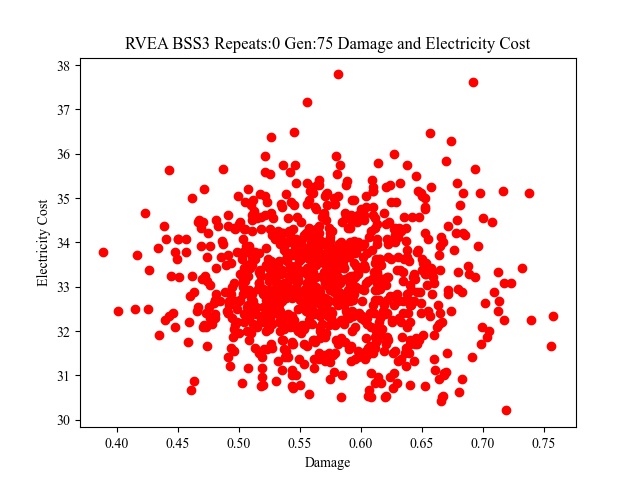 RVEA BSS3 Repeats:0 Gen:75 Damage and Electricity Cost
38
37
36
35
34
33
32
31
30
Electricity Cost
0.40 0.45 0.50 0.55 0.60 0.65 0.70 0.75
Damage